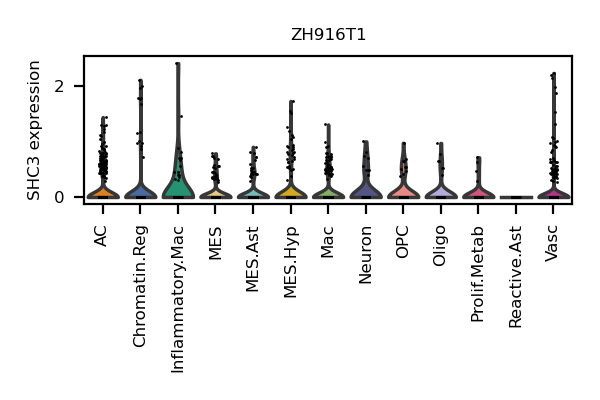 ZH916T1
SHC3 expression
2
0
AC
Chromatin.Reg
Inflammatory.Mac
MES
MES.Ast
MES.Hyp
Mac
Neuron
OPC
Oligo
Prolif.Metab
Reactive.Ast
Vasc